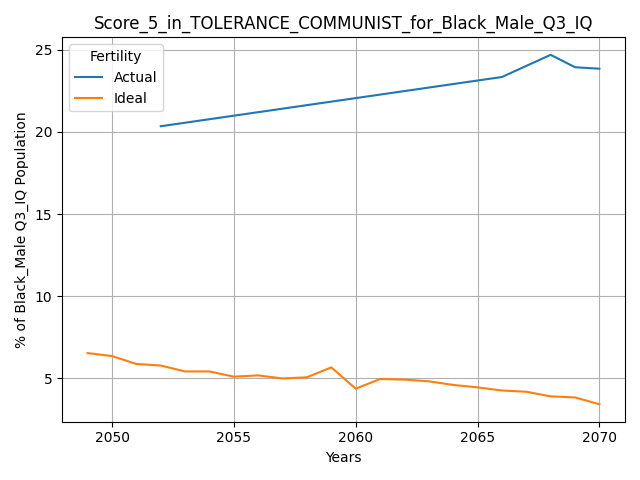 Score_5_in_TOLERANCE_COMMUNIST_for_Black_Male_Q3_IQ
Fertility
Actual
Ideal
% of Black_Male Q3_IQ Population
25
20
15
10
5
2050 2055 2060 2065 2070
Years